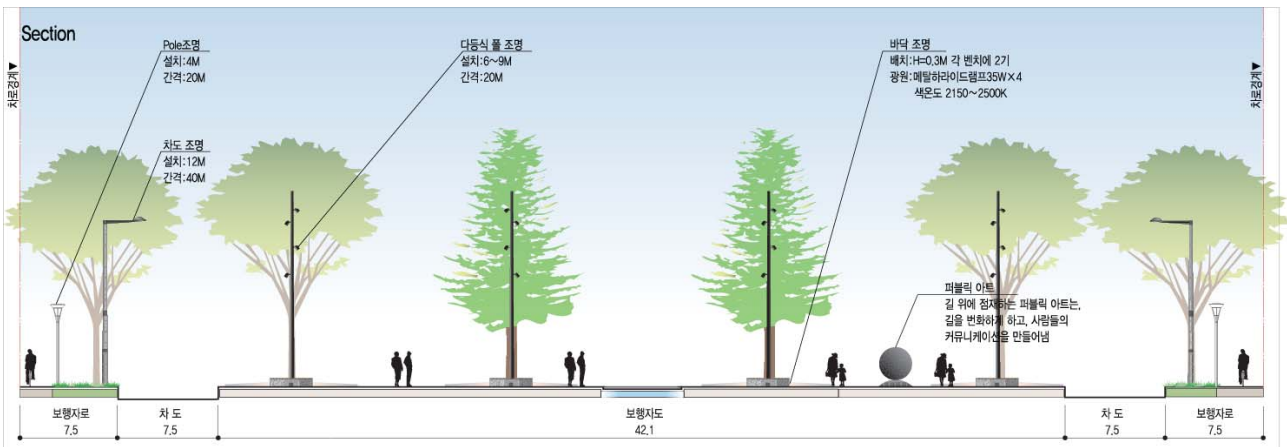 Section
Pole조명
설치:4M
간격:20M
다등식 폴 조명
설치:6~9M
간격:20M
바닥 조명
배치:H=0.3M 각 벤치에 2기
광원:메탈하라이드램프35W×4
색온도 2150~2500K
차로경계▼
차로경계▼
차도 조명
설치:12M
간격:40M
퍼블릭 아트
길 위에 점재하는 퍼블릭 아트는,
길을 번화하게 하고, 사람들의
커뮤니케이션을 만들어냄
보행자로
7.5
차 도
7.5
보행자도
42.1
차 도
7.5
보행자로
7.5